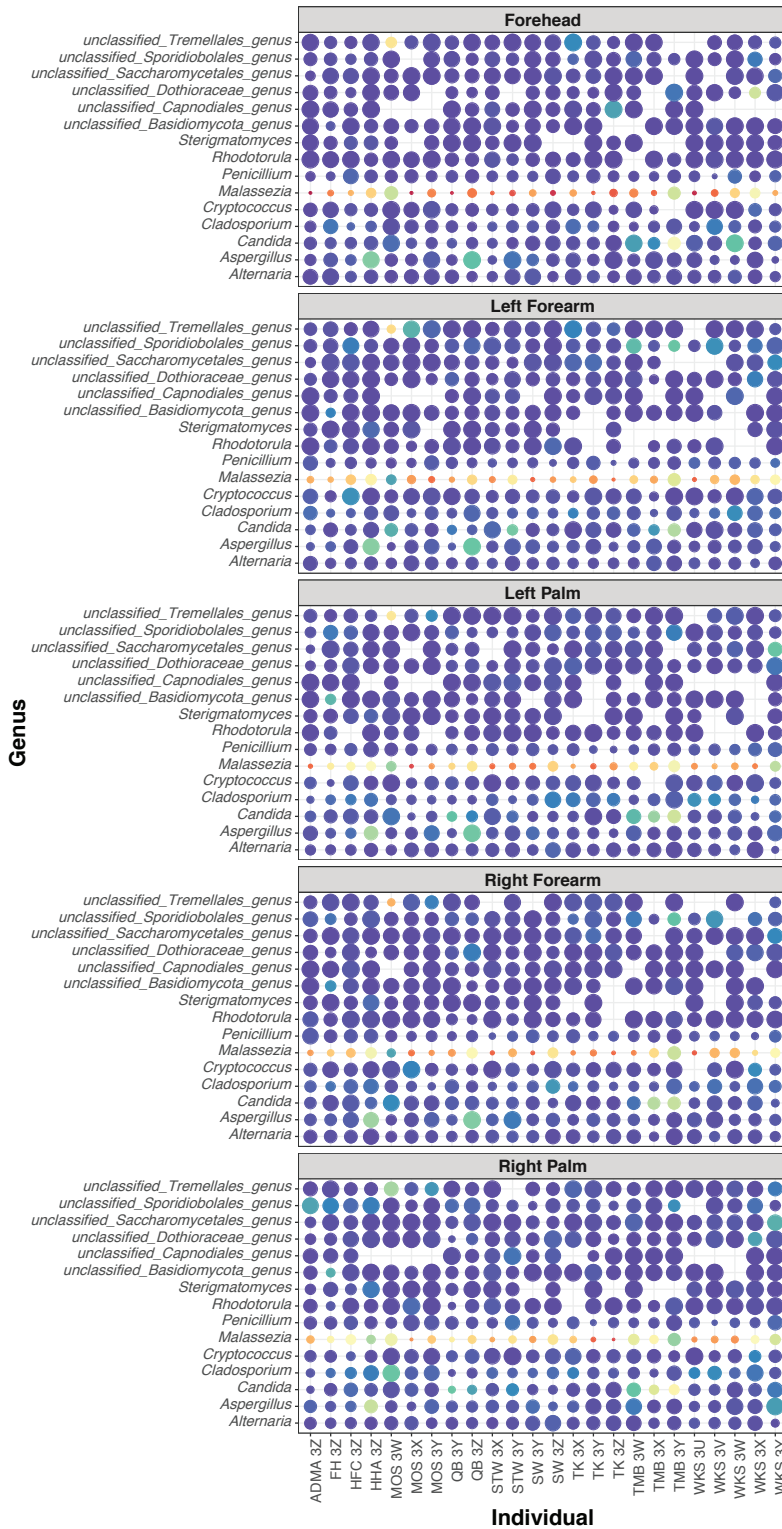 Forehead
unclassified_Tremellales_genus
unclassified_Sporidiobolales_genus
unclassified_Saccharomycetales_genus
unclassified_Dothioraceae_genus
unclassified_Capnodiales_genus
unclassified_Basidiomycota_genus
Sterigmatomyces
Rhodotorula
Penicillium
Malassezia
Cryptococcus
Cladosporium
Candida
Aspergillus
Alternaria
Left Forearm
unclassified_Tremellales_genus
unclassified_Sporidiobolales_genus
unclassified_Saccharomycetales_genus
unclassified_Dothioraceae_genus
unclassified_Capnodiales_genus
unclassified_Basidiomycota_genus
Sterigmatomyces
Rhodotorula
Penicillium
Malassezia
Cryptococcus
Cladosporium
Candida
Aspergillus
Alternaria
Left Palm
unclassified_Tremellales_genus
unclassified_Sporidiobolales_genus
unclassified_Saccharomycetales_genus
unclassified_Dothioraceae_genus
unclassified_Capnodiales_genus
unclassified_Basidiomycota_genus
Sterigmatomyces
Rhodotorula
Penicillium
Malassezia
Cryptococcus
Cladosporium
Candida
Aspergillus
Alternaria
Genus
Right Forearm
unclassified_Tremellales_genus
unclassified_Sporidiobolales_genus
unclassified_Saccharomycetales_genus
unclassified_Dothioraceae_genus
unclassified_Capnodiales_genus
unclassified_Basidiomycota_genus
Sterigmatomyces
Rhodotorula
Penicillium
Malassezia
Cryptococcus
Cladosporium
Candida
Aspergillus
Alternaria
Right Palm
unclassified_Tremellales_genus
unclassified_Sporidiobolales_genus
unclassified_Saccharomycetales_genus
unclassified_Dothioraceae_genus
unclassified_Capnodiales_genus
unclassified_Basidiomycota_genus
Sterigmatomyces
Rhodotorula
Penicillium
Malassezia
Cryptococcus
Cladosporium
Candida
Aspergillus
Alternaria
ADMA 3Z
FH 3Z
HFC 3Z
HHA 3Z
MOS 3W
MOS 3X
MOS 3Y
QB 3Y
QB 3Z
STW 3X
STW 3Y
SW 3Y
SW 3Z
TK 3X
TK 3Y
TK 3Z
TMB 3W
TMB 3X
TMB 3Y
WKS 3U
WKS 3V
WKS 3W
WKS 3X
WKS 3Y
Individual